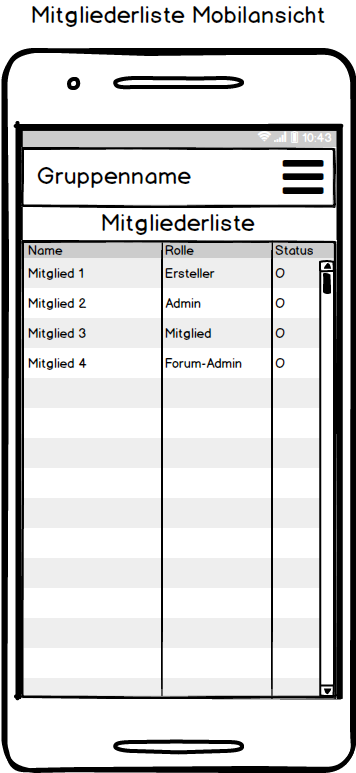 Mitgliederliste Mobilansicht
10:43
Gruppenname
Mitgliederliste
Name Rolle Status
Mitglied 1 Ersteller O
Mitglied 2 Admin O
Mitglied 3 Mitglied O
Mitglied 4 Forum-Admin O